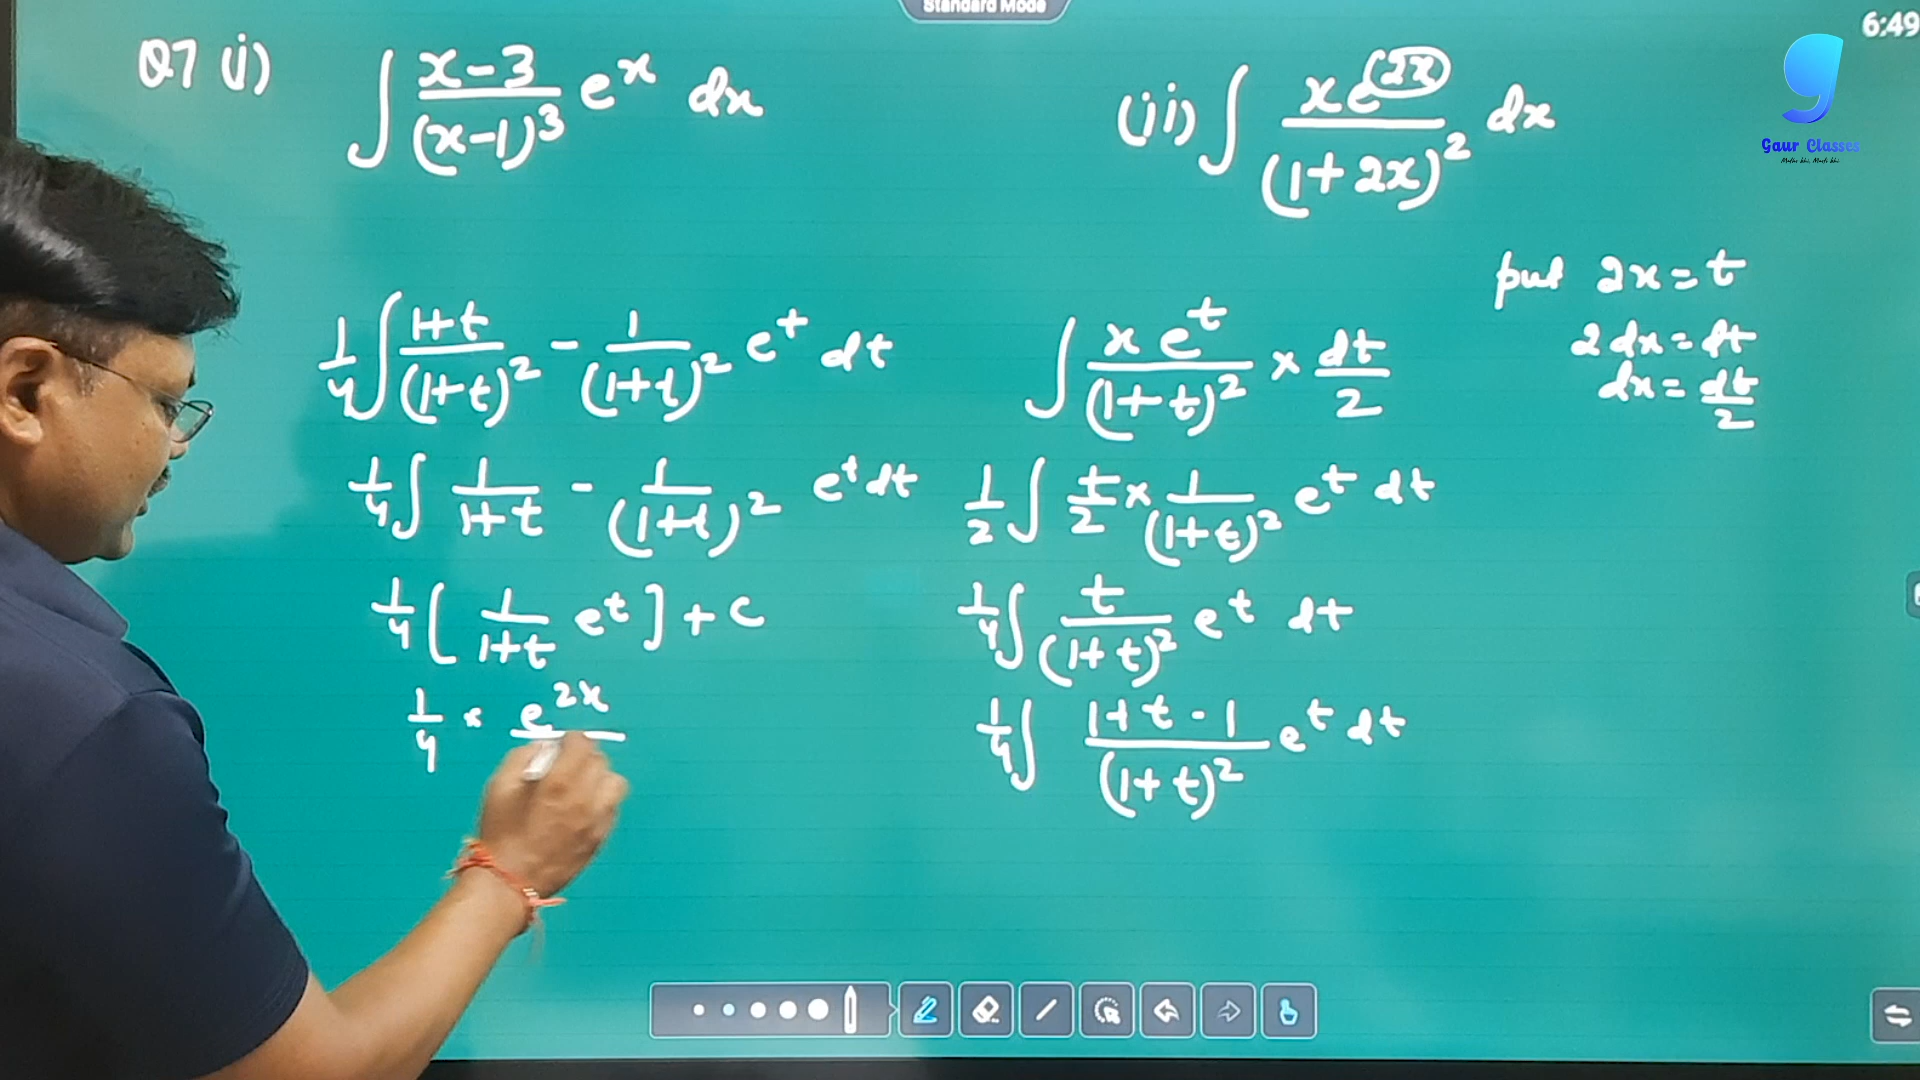 Standard Mode
6:49
Q7 (i) ∫ (x-3)/(x-1)³ eˣ dx
(ii) ∫ x e^(2x)/(1+2x)² dx
Gaur Classes
put 2x = t
2 dx = dt
dx = dt/2
∫ x eᵗ/(1+t)² × dt/2
1/2 ∫ t/2 × 1/(1+t)² eᵗ dt
1/4 ∫ t/(1+t)² eᵗ dt
1/4 ∫ (1+t-1)/(1+t)² eᵗ dt
1/4 ∫ (1+t)/(1+t)² - 1/(1+t)² eᵗ dt
1/4 ∫ 1/(1+t) - 1/(1+t)² eᵗ dt
1/4 [ 1/(1+t) eᵗ ] + c
1/4 × e^2x